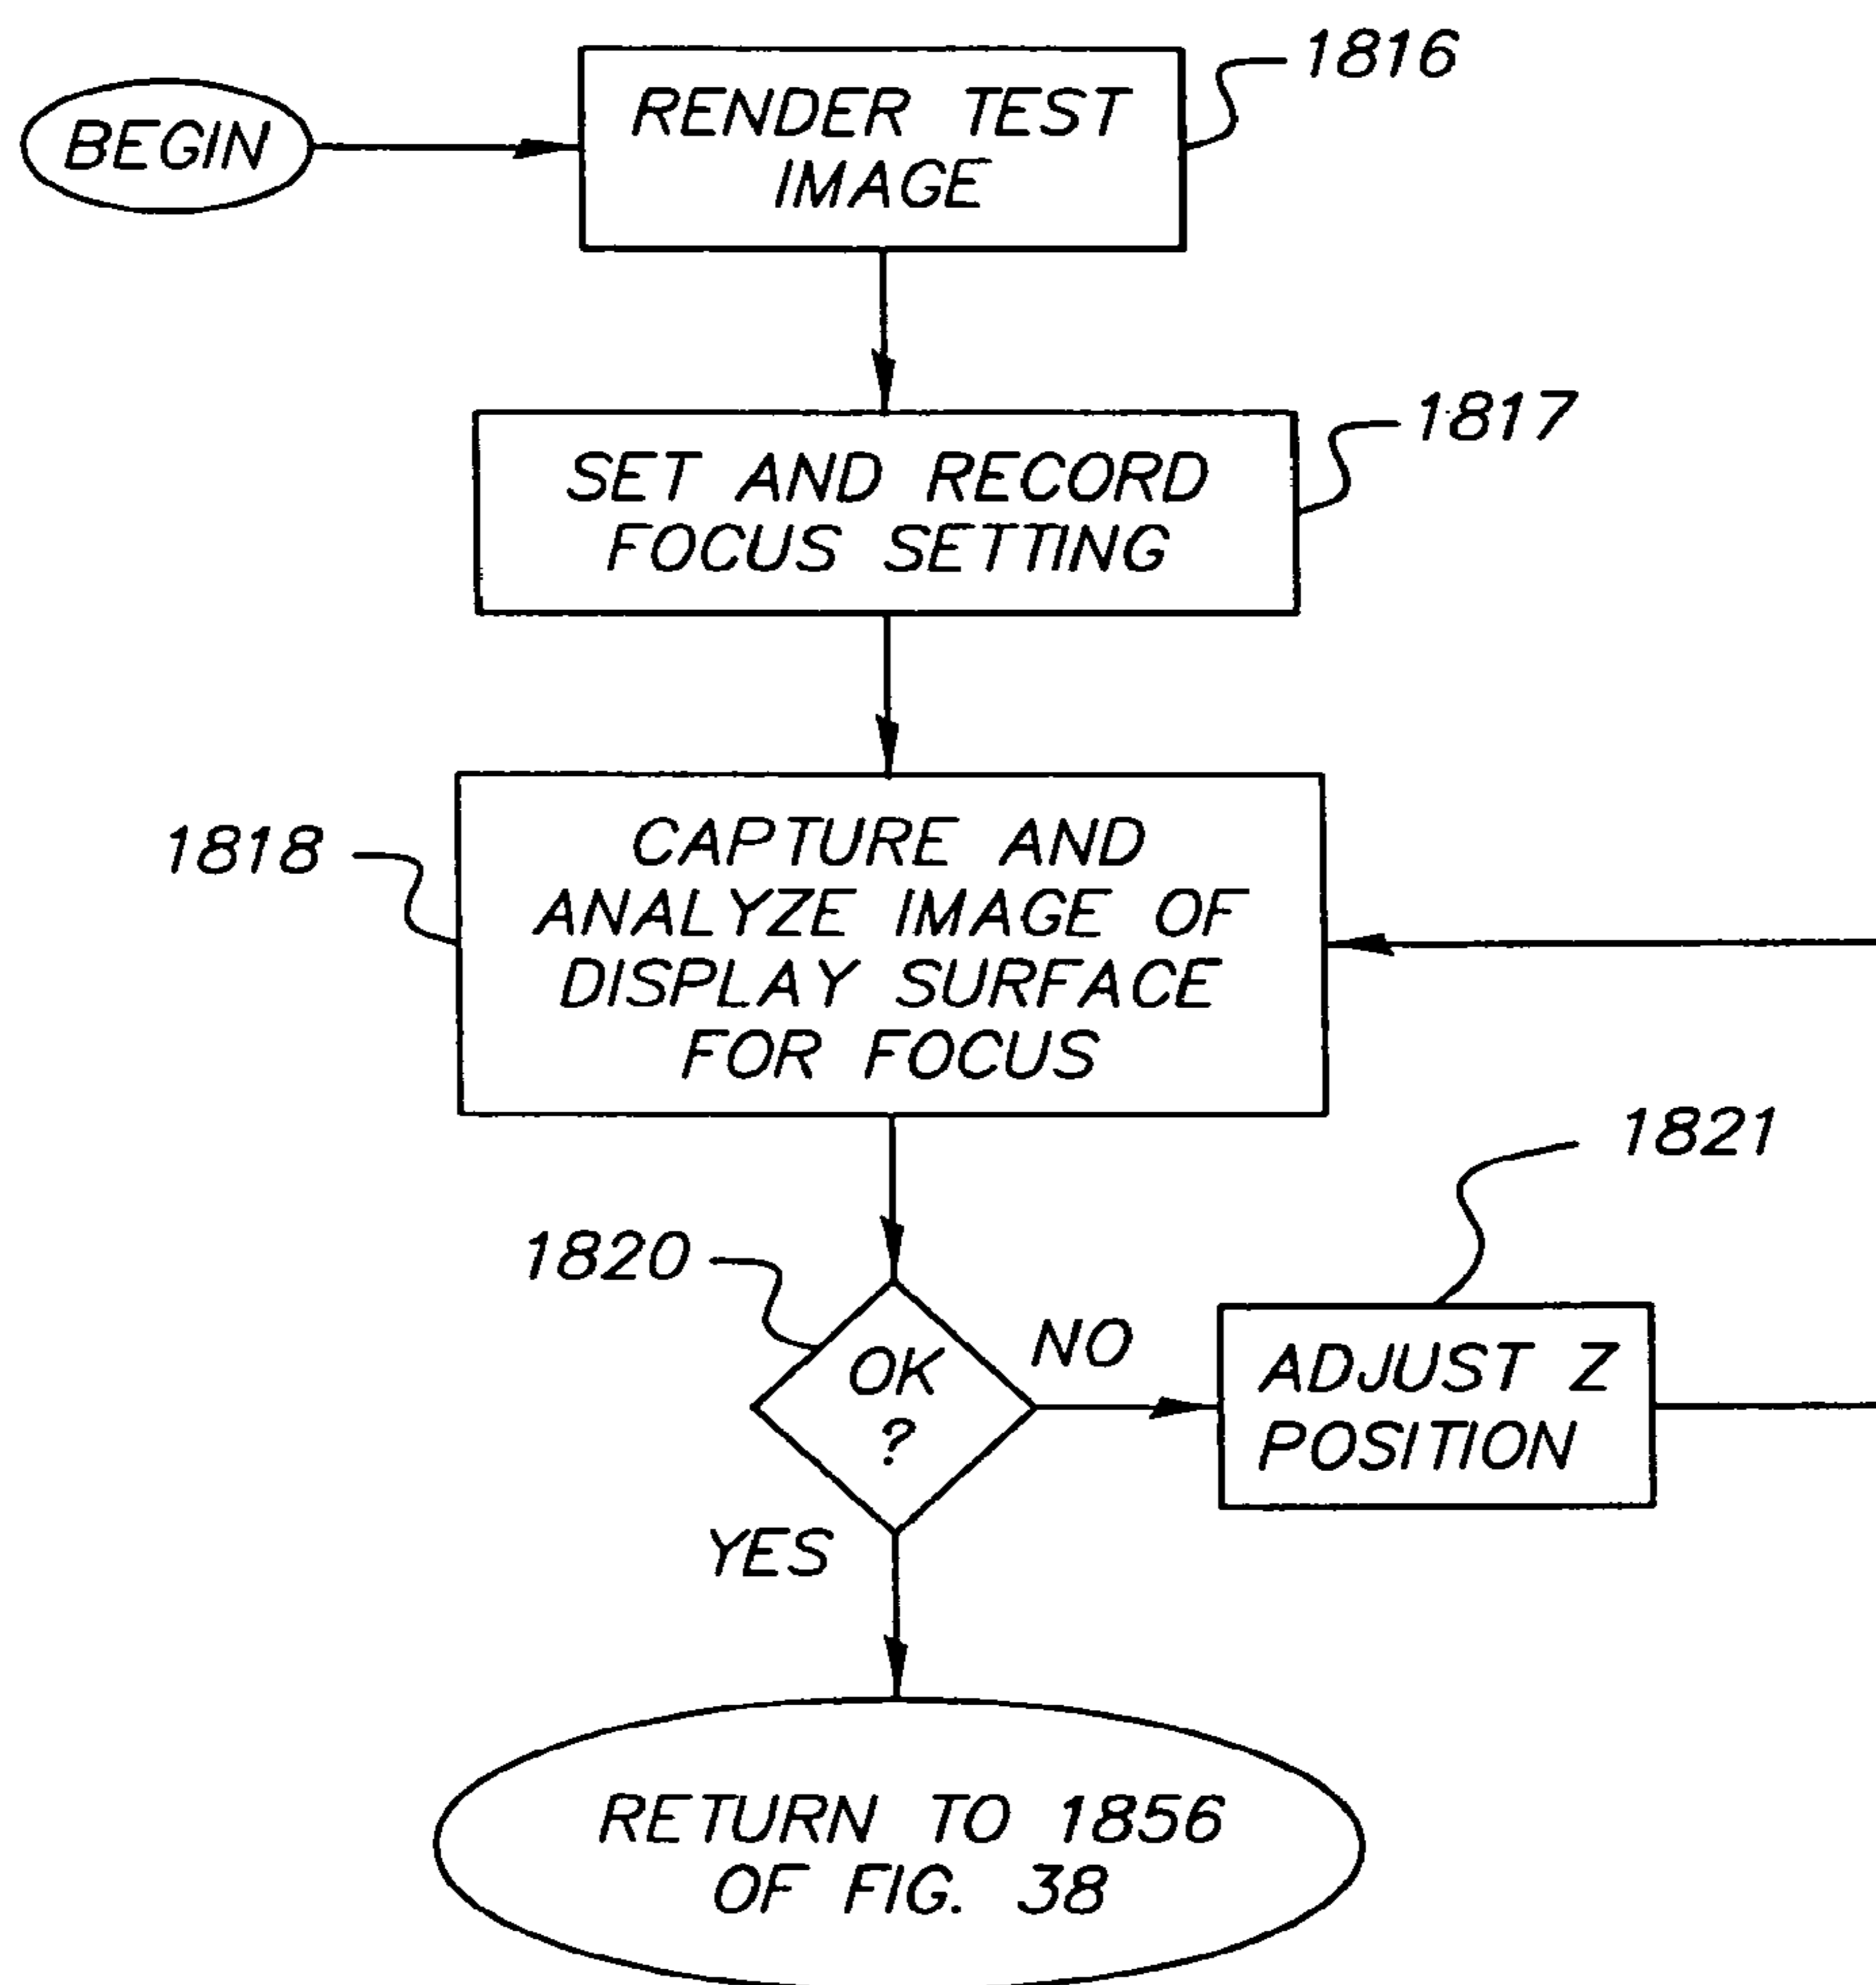 BEGIN
RENDER TEST
IMAGE
1816
SET AND RECORD
FOCUS SETTING
1817
CAPTURE AND
ANALYZE IMAGE OF
DISPLAY SURFACE
FOR FOCUS
1818
1820
OK
?
NO
1821
ADJUST Z
POSITION
YES
RETURN TO 1856
OF FIG. 38